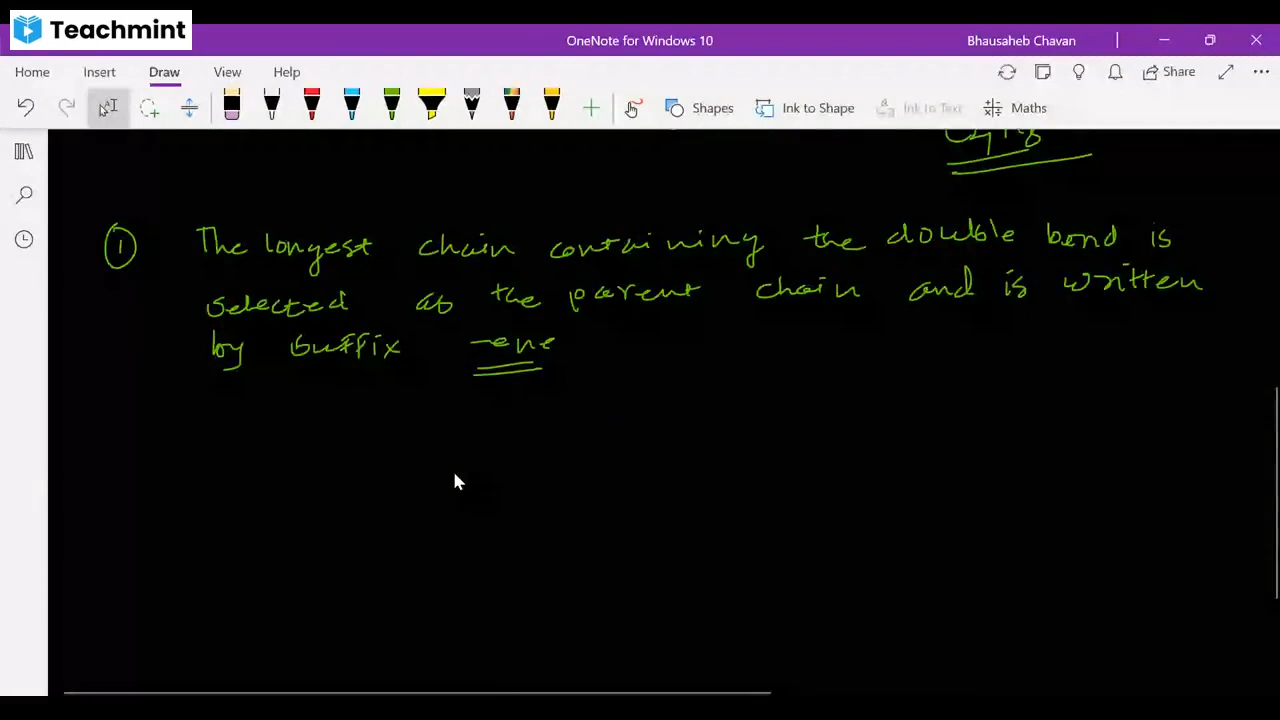 Teachmint
OneNote for Windows 10
Bhausaheb Chavan
Home Insert Draw View Help
Share
Shapes
Ink to Shape
Ink to Text
Maths
① The longest chain containing the double bond is
selected as the parent chain and is written
by suffix -ene